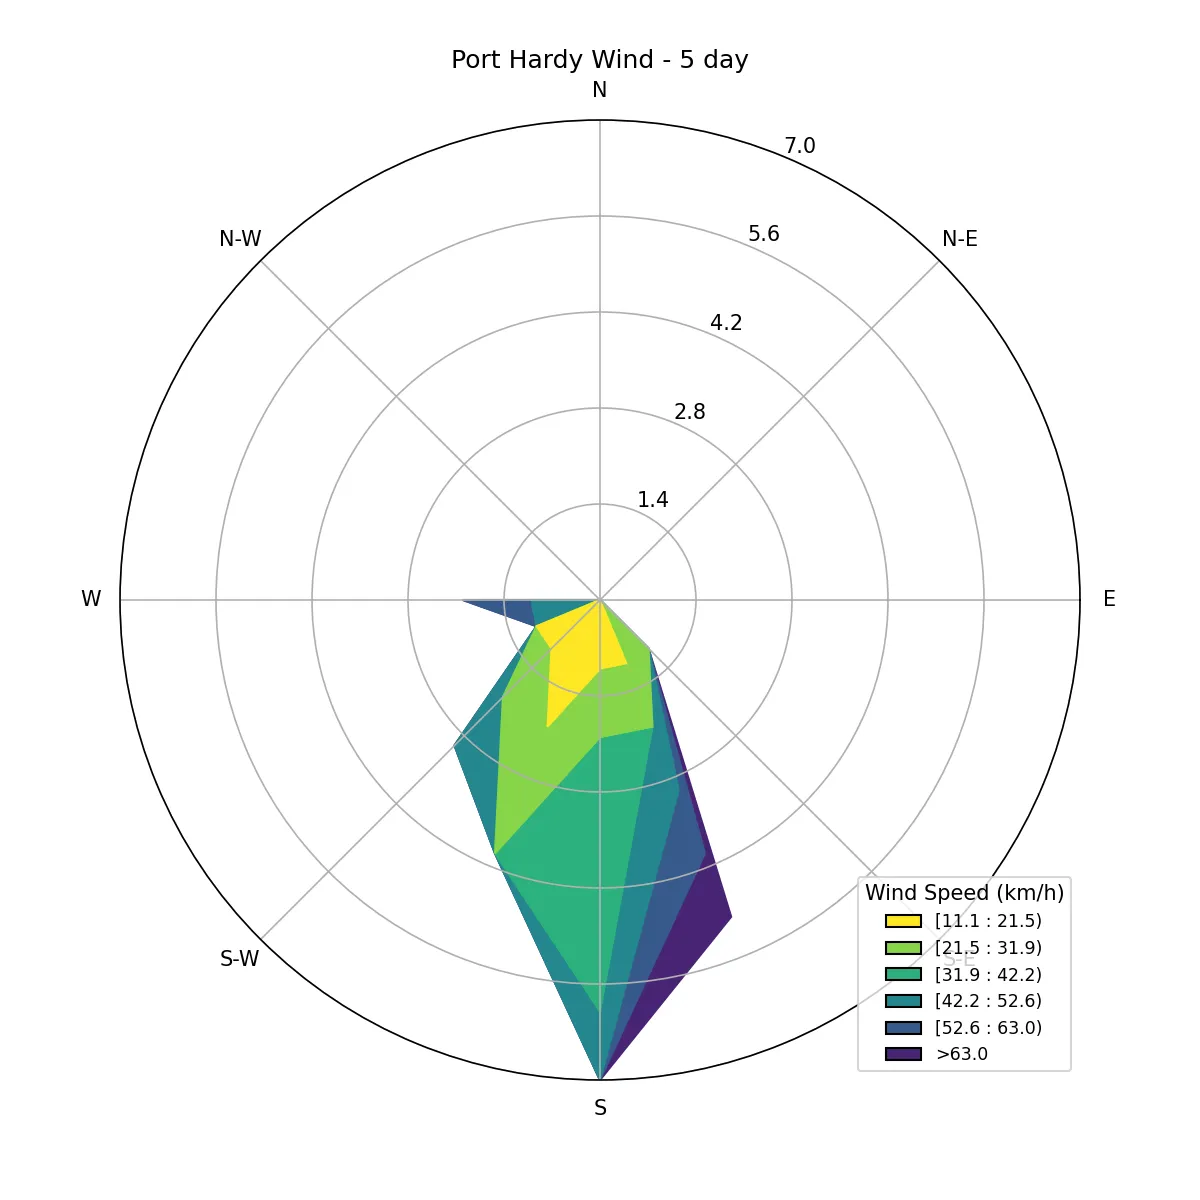 Port Hardy Wind - 5 day
N
7.0
N-W
5.6
N-E
4.2
2.8
1.4
W
E
S-W
S-E
S
Wind Speed (km/h)
[11.1 : 21.5)
[21.5 : 31.9)
[31.9 : 42.2)
[42.2 : 52.6)
[52.6 : 63.0)
>63.0